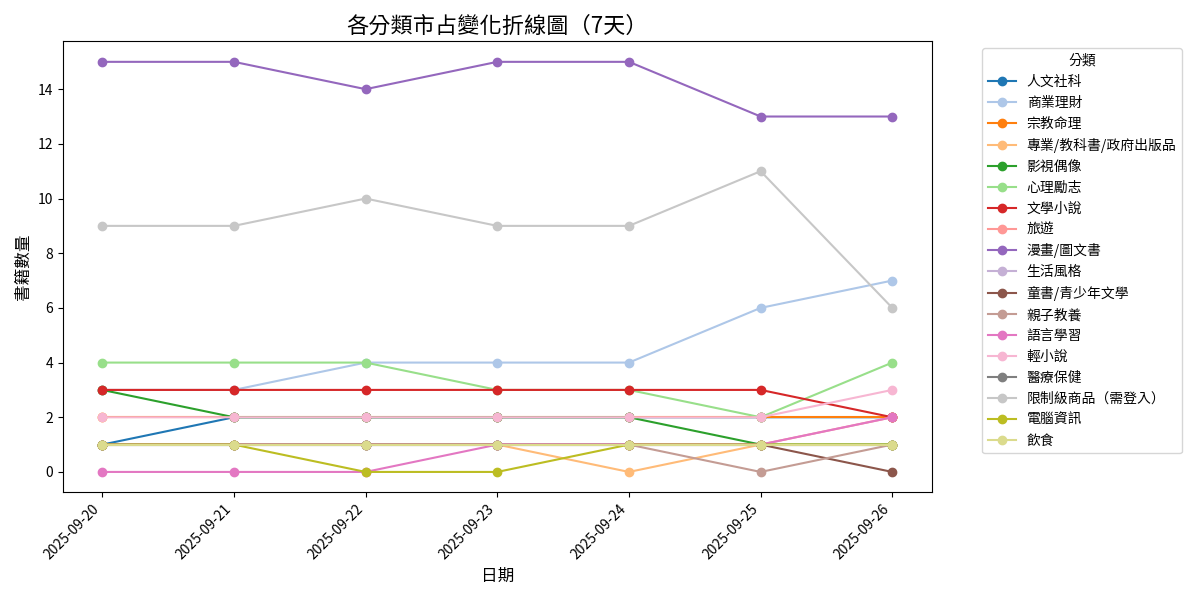 各分類市占變化折線圖（7天）
書籍數量
14
12
10
8
6
4
2
0
2025-09-20
2025-09-21
2025-09-22
2025-09-23
2025-09-24
2025-09-25
2025-09-26
日期
分類
人文社科
商業理財
宗教命理
專業/教科書/政府出版品
影視偶像
心理勵志
文學小說
旅遊
漫畫/圖文書
生活風格
童書/青少年文學
親子教養
語言學習
輕小說
醫療保健
限制級商品（需登入）
電腦資訊
飲食